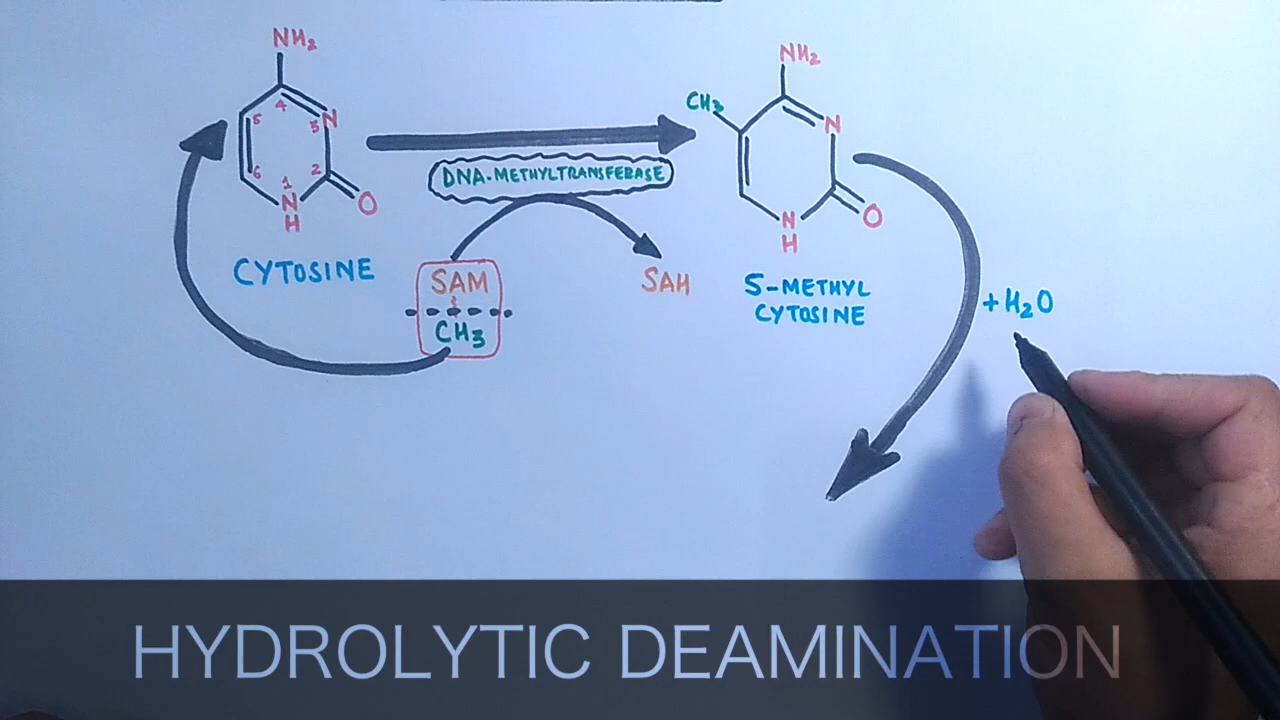 NH₂
4
5
3
N
6
2
1
N
H
O
CYTOSINE
DNA-METHYLTRANSFERASE
SAM
CH₃
SAH
NH₂
CH₃
N
N
H
O
5-METHYL
CYTOSINE
+H₂O
HYDROLYTIC DEAMINATION